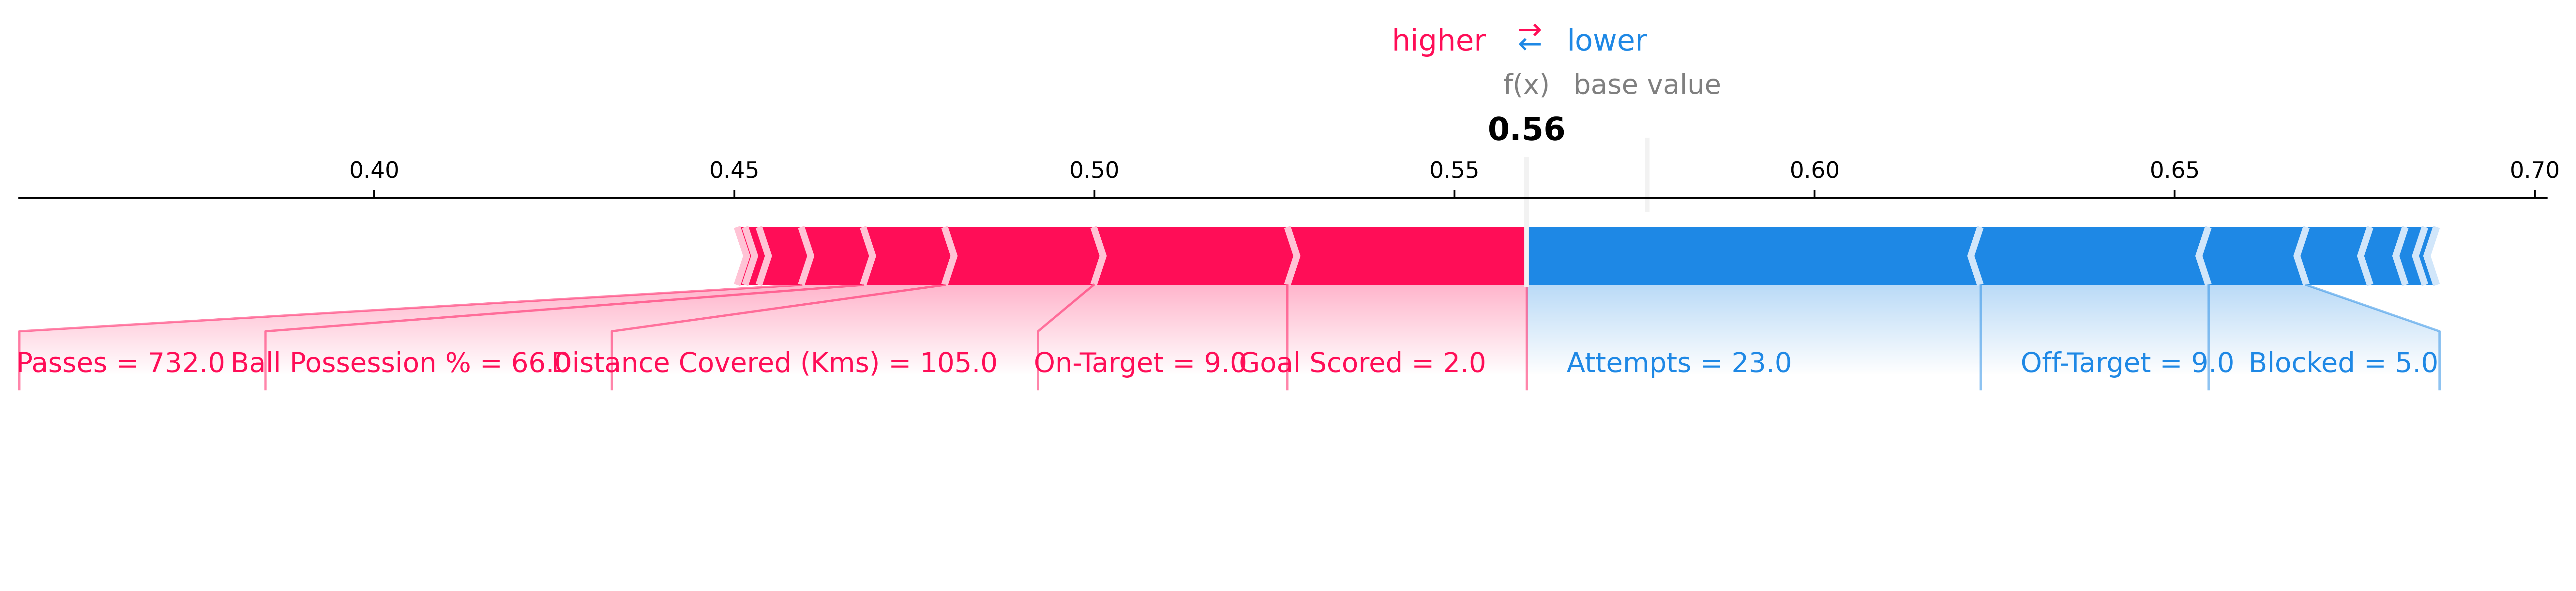 higher ⇄ lower
f(x) base value
0.56
0.40 0.45 0.50 0.55 0.60 0.65 0.70
Passes = 732.0 Ball Possession % = 66.0 Distance Covered (Kms) = 105.0 On-Target = 9.0 Goal Scored = 2.0 Attempts = 23.0 Off-Target = 9.0 Blocked = 5.0